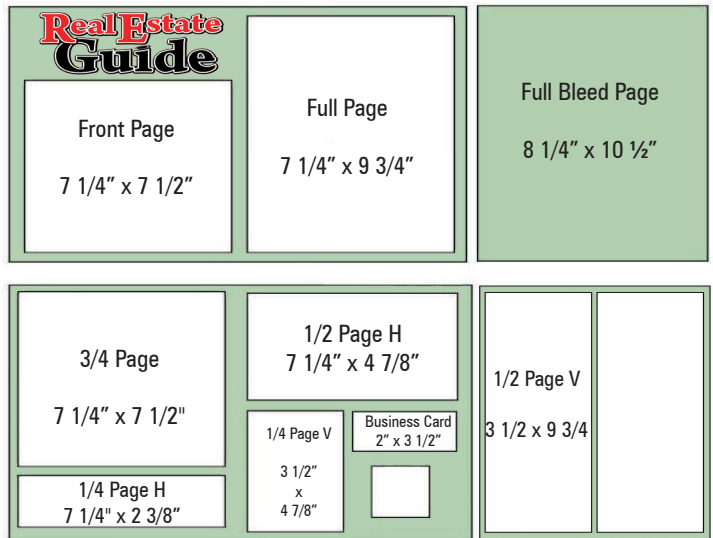 Real Estate
Guide
Front Page
7 1/4” x 7 1/2”
Full Page
7 1/4” x 9 3/4”
Full Bleed Page
8 1/4” x 10 ½”
3/4 Page
7 1/4” x 7 1/2"
1/4 Page H
7 1/4" x 2 3/8”
1/2 Page H
7 1/4” x 4 7/8”
1/4 Page V
3 1/2”
x
4 7/8”
Business Card
2” x 3 1/2”
1/2 Page V
3 1/2 x 9 3/4